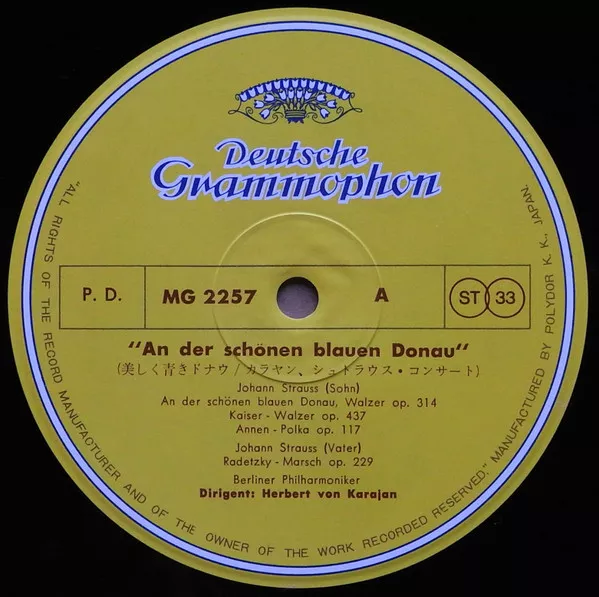 Deutsche
Grammophon
P. D.
MG 2257
A
ST 33
"An der schönen blauen Donau"
(美しく青きドナウ / カラヤン、シュトラウス・コンサート)
Johann Strauss (Sohn)
An der schönen blauen Donau, Walzer op. 314
Kaiser - Walzer op. 437
Annen - Polka op. 117
Johann Strauss (Vater)
Radetzky - Marsch op. 229
Berliner Philharmoniker
Dirigent: Herbert von Karajan
"ALL RIGHTS OF THE RECORD MANUFACTURER AND OF THE OWNER OF THE WORK RECORDED RESERVED." MANUFACTURED BY POLYDOR K. K., JAPAN.